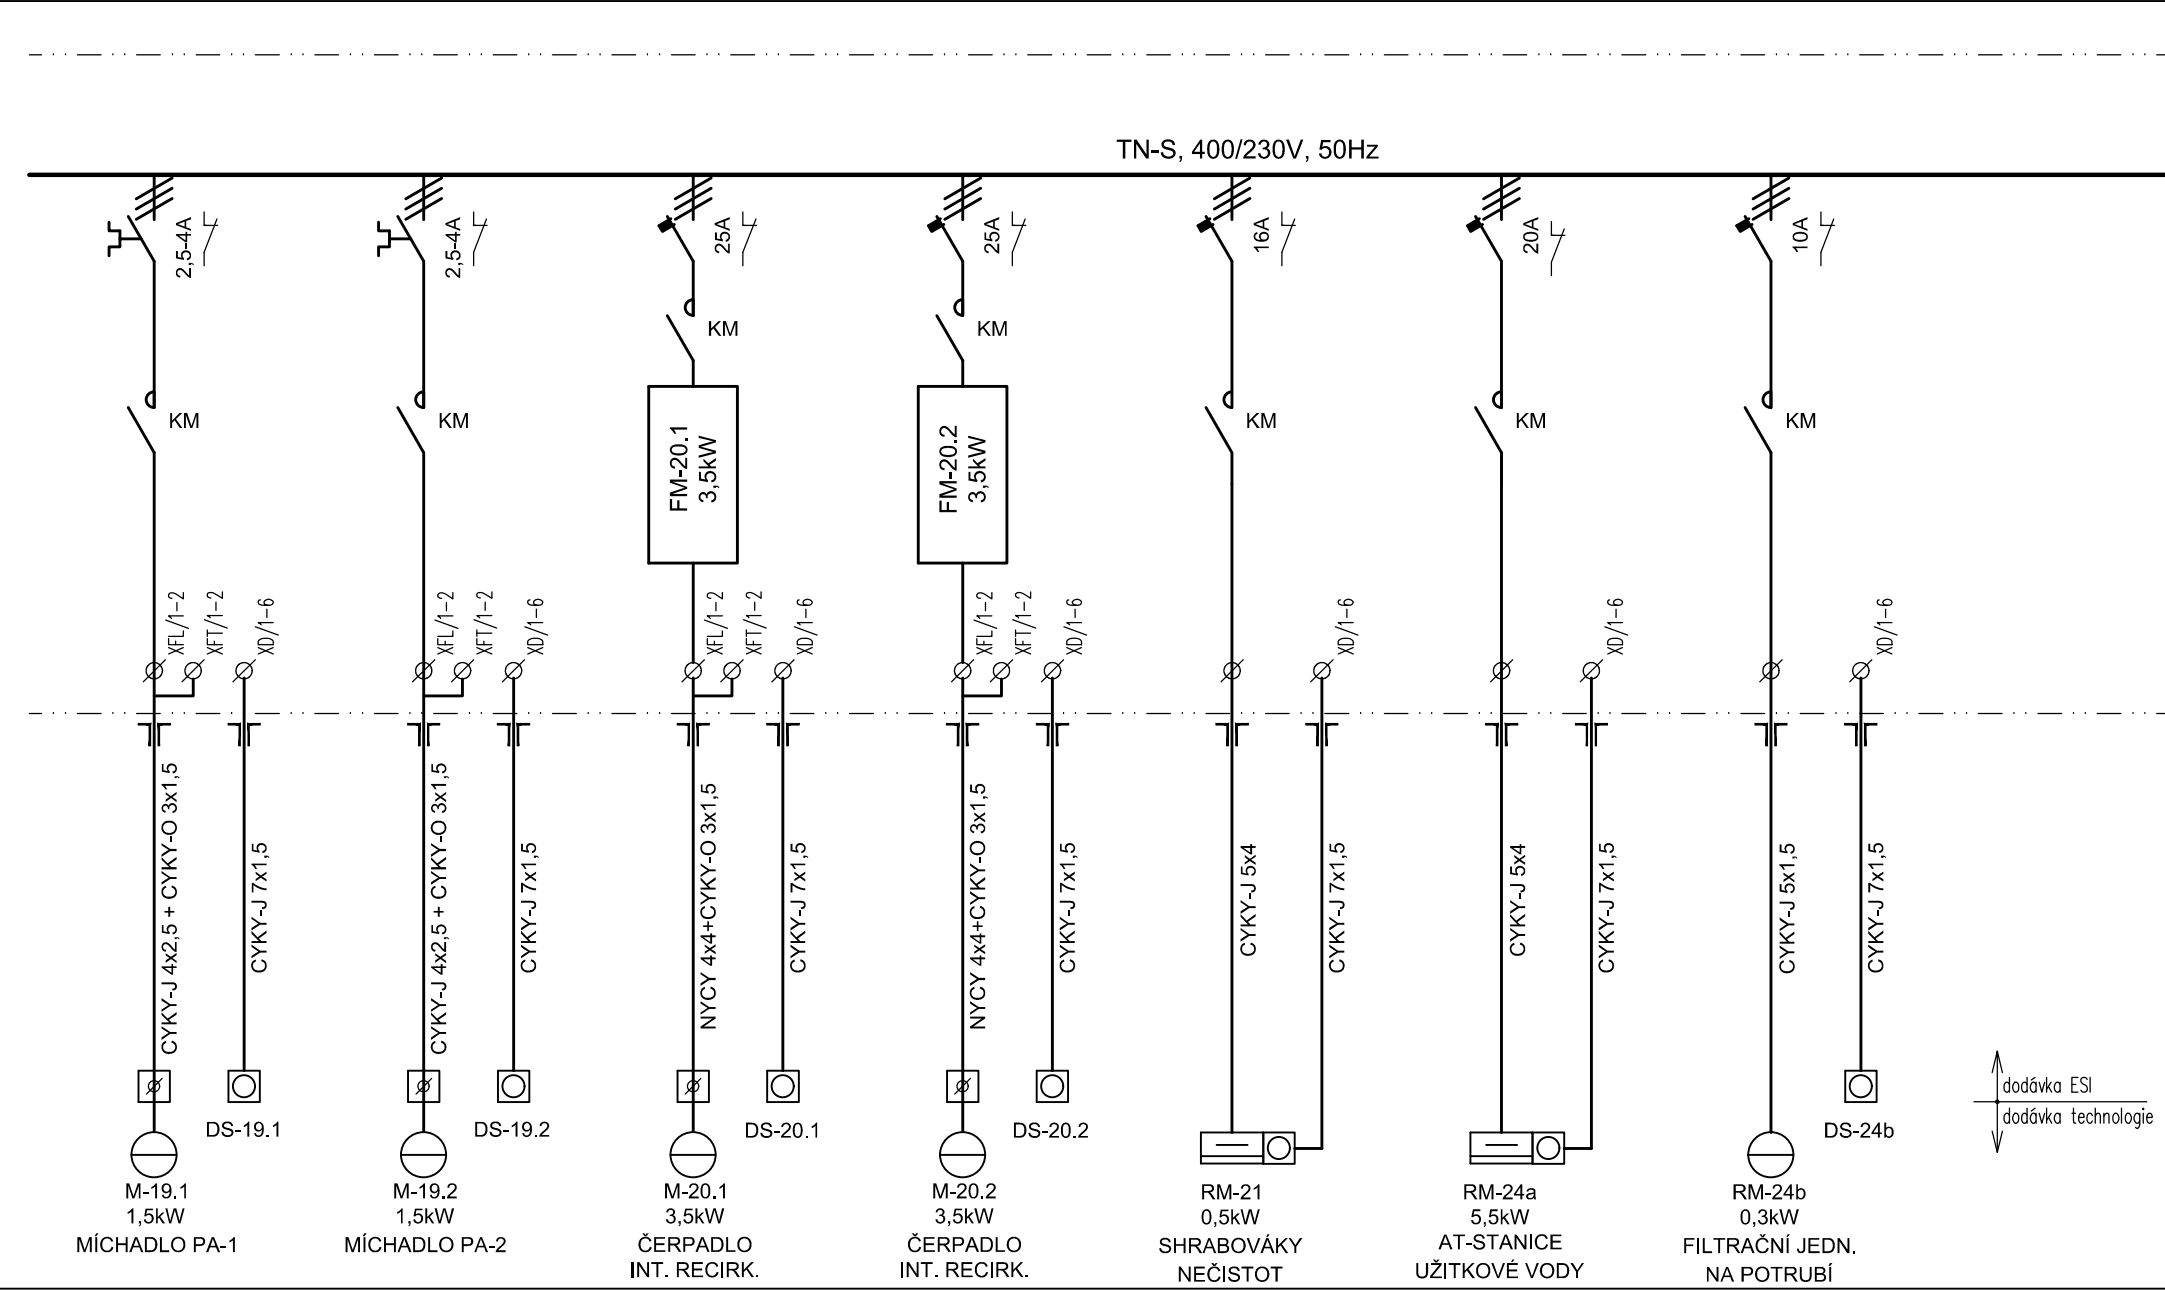 TN-S, 400/230V, 50Hz
2,5-4A
2,5-4A
25A
25A
16A
20A
10A
KM
KM
KM
KM
KM
KM
KM
FM-20.1
3,5kW
FM-20.2
3,5kW
XFL/1-2
XFT/1-2
XD/1-6
XFL/1-2
XFT/1-2
XD/1-6
XFL/1-2
XFT/1-2
XD/1-6
XFL/1-2
XFT/1-2
XD/1-6
XD/1-6
XD/1-6
XD/1-6
CYKY-J 4x2,5 + CYKY-O 3x1,5
CYKY-J 7x1,5
CYKY-J 4x2,5 + CYKY-O 3x1,5
CYKY-J 7x1,5
NYCY 4x4+CYKY-O 3x1,5
CYKY-J 7x1,5
NYCY 4x4+CYKY-O 3x1,5
CYKY-J 7x1,5
CYKY-J 5x4
CYKY-J 7x1,5
CYKY-J 5x4
CYKY-J 7x1,5
CYKY-J 5x1,5
CYKY-J 7x1,5
dodávka ESI
dodávka technologie
DS-19.1
DS-19.2
DS-20.1
DS-20.2
DS-24b
M-19.1
1,5kW
MÍCHADLO PA-1
M-19.2
1,5kW
MÍCHADLO PA-2
M-20.1
3,5kW
ČERPADLO
INT. RECIRK.
M-20.2
3,5kW
ČERPADLO
INT. RECIRK.
RM-21
0,5kW
SHRABOVÁKY
NEČISTOT
RM-24a
5,5kW
AT-STANICE
UŽITKOVÉ VODY
RM-24b
0,3kW
FILTRAČNÍ JEDN.
NA POTRUBÍ